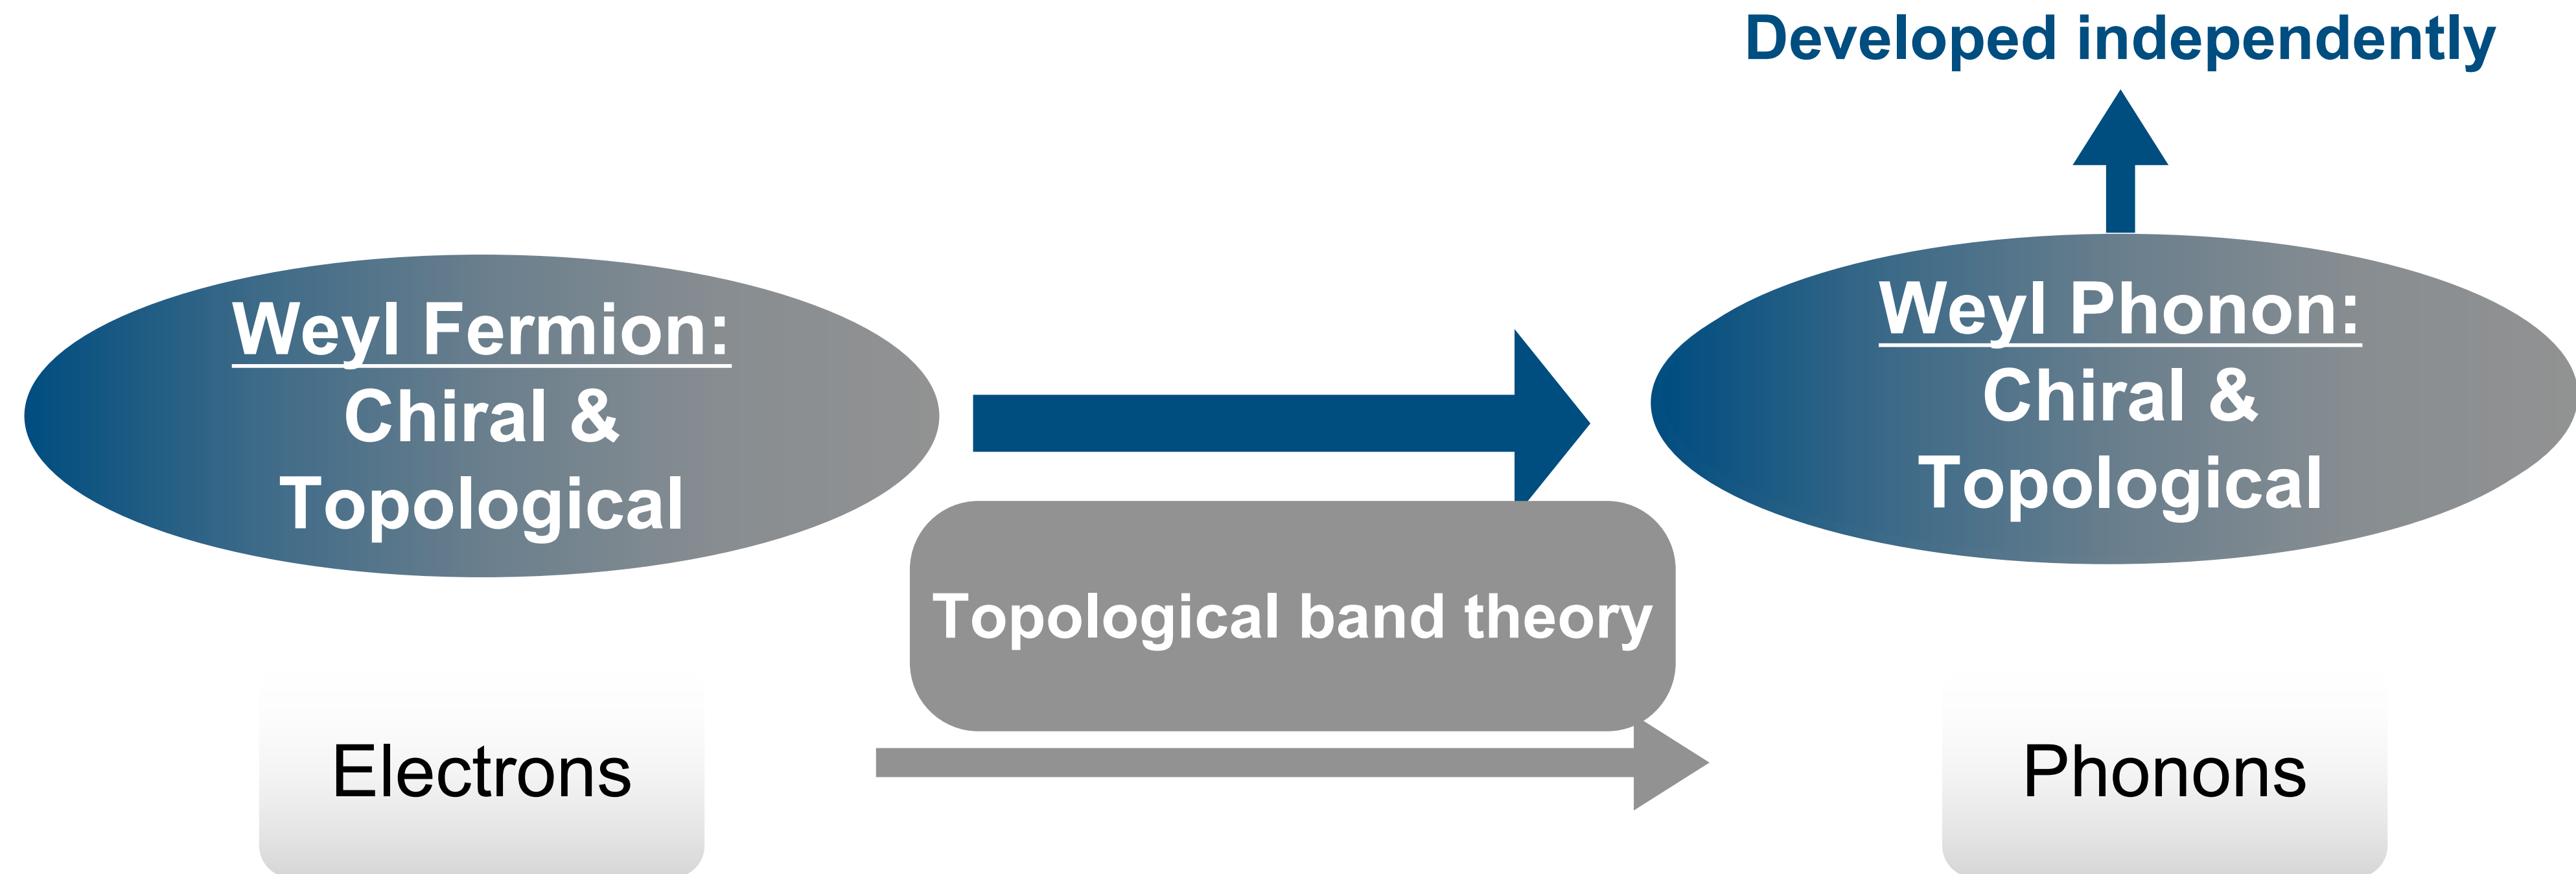 Developed independently
Weyl Fermion:
Chiral &
Topological
Weyl Phonon:
Chiral &
Topological
Topological band theory
Electrons
Phonons